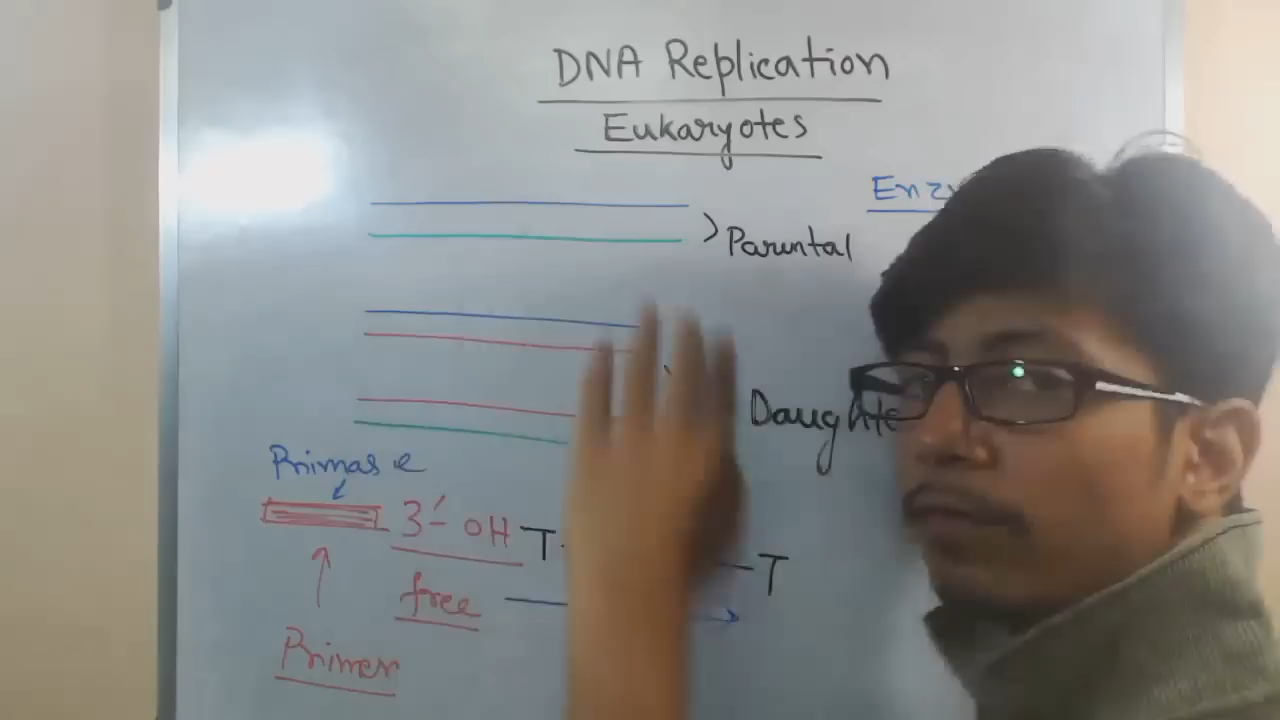 DNA Replication
Eukaryotes
Parental
Primase
3'- OH T
T
free
Primer